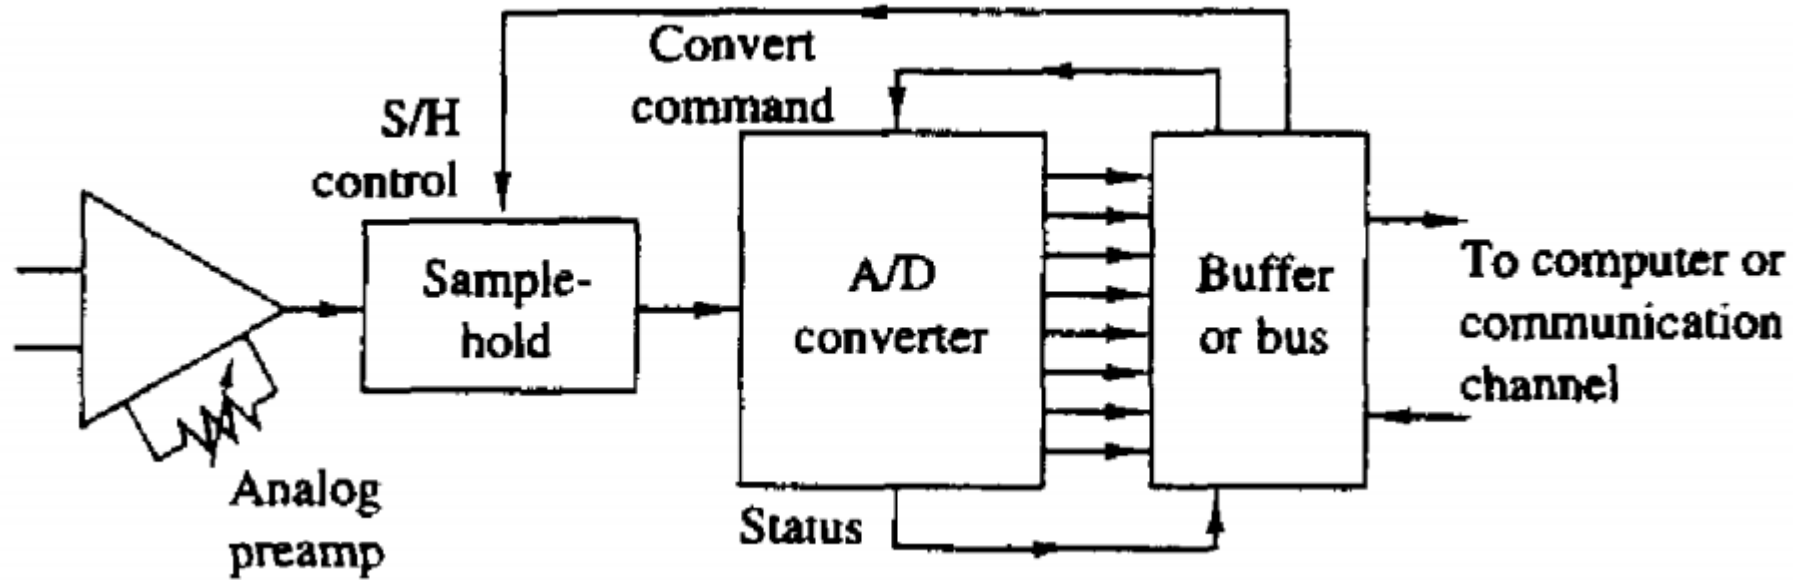 Convert
command
S/H
control
Sample-
hold
A/D
converter
Buffer
or bus
To computer or
communication
channel
Analog
preamp
Status